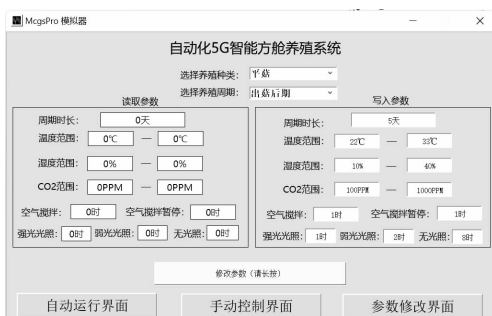 McgsPro 模拟器
自动化5G智能方舱养殖系统
选择养殖种类： 平菇
选择养殖周期： 出菇后期
读取参数 写入参数
周期时长： 0天 周期时长： 5天
温度范围： 0℃ — 0℃ 温度范围： 22℃ — 33℃
湿度范围： 0% — 0% 湿度范围： 10% — 40%
CO2范围： 0PPM — 0PPM CO2范围： 100PPM — 1000PPM
空气搅拌： 0时 空气搅拌暂停： 0时 空气搅拌： 1时 空气搅拌暂停： 1时
强光光照： 0时 弱光光照： 0时 无光： 0时 强光光照： 1时 弱光光照： 2时 无光： 8时
修改参数（请长按）
自动运行界面 手动控制界面 参数修改界面